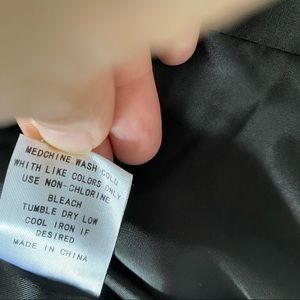 MEDCHINE WASH COLD
WHITH LIKE COLORS ONLY
USE NON-CHLORINE
BLEACH
TUMBLE DRY LOW
COOL IRON IF
DESIRED
MADE IN CHINA